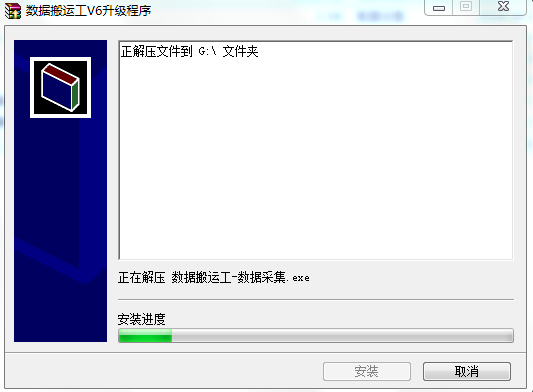 数据搬运工V6升级程序
正解压文件到 G:\ 文件夹
正在解压 数据搬运工-数据采集.exe
安装进度
安装
取消